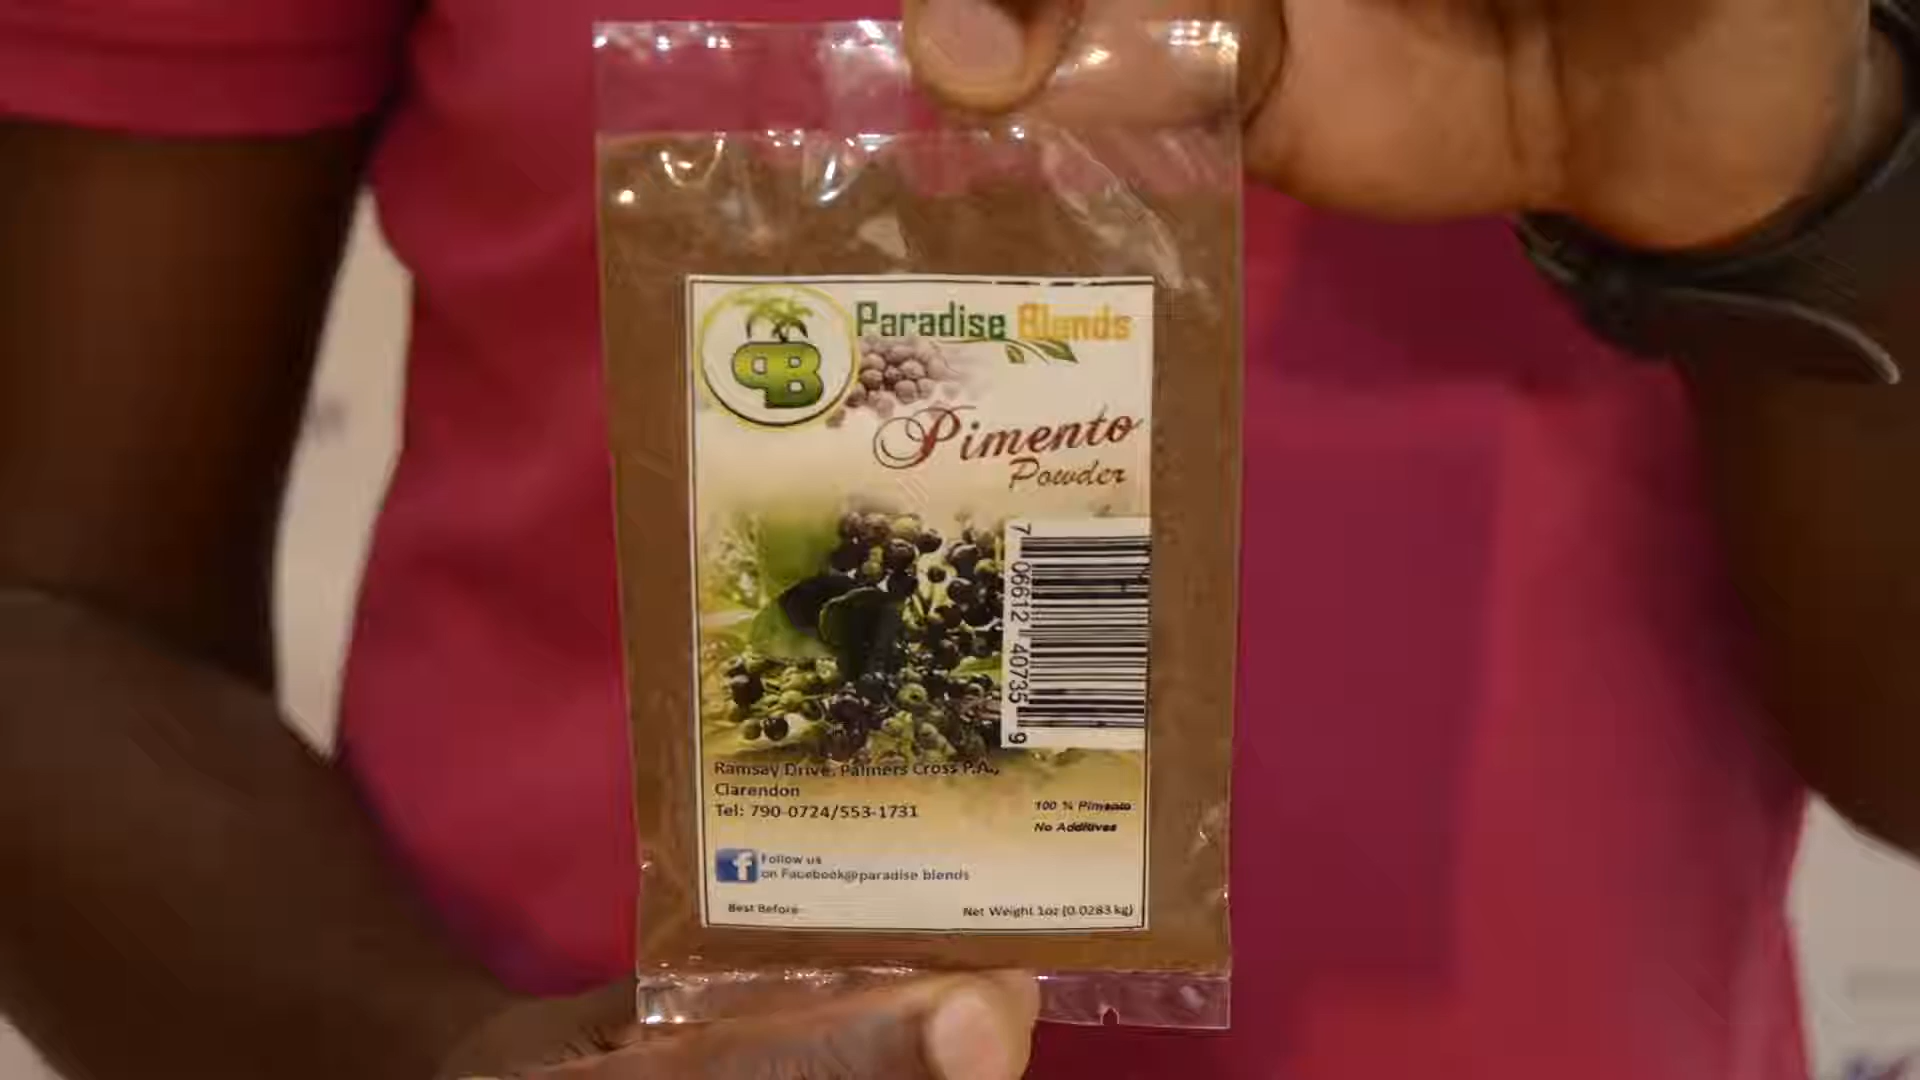 PB
Paradise Blends
Pimento
Powder
7 06612 40735 9
Ramsay Drive, Palmers Cross P.A.,
Clarendon
Tel: 790-0724/553-1731
100 % Pimento
No Additives
f
Follow us
on Facebook@paradise blends
Best Before
Net Weight 1oz (0.0283 kg)